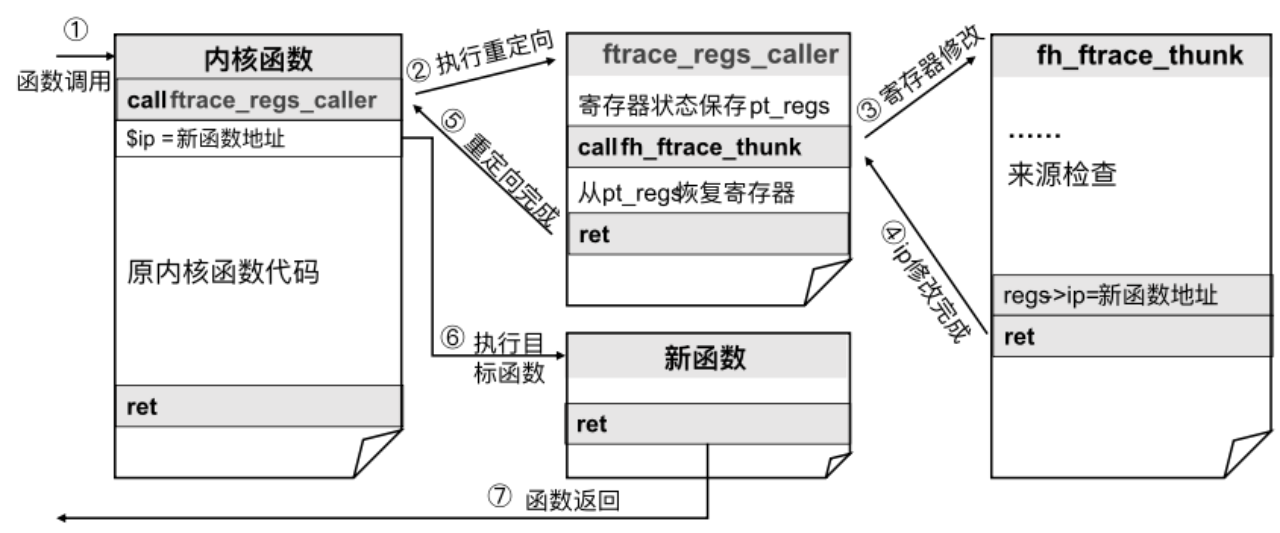 ①
函数调用
内核函数
call ftrace_regs_caller
$ip =新函数地址
原内核函数代码
ret
② 执行重定向
⑤ 重定向完成
ftrace_regs_caller
寄存器状态保存pt_regs
call fh_ftrace_thunk
从pt_regs恢复寄存器
ret
③ 寄存器修改
④ ip修改完成
fh_ftrace_thunk
......
来源检查
regs->ip=新函数地址
ret
⑥ 执行目
标函数
新函数
ret
⑦ 函数返回